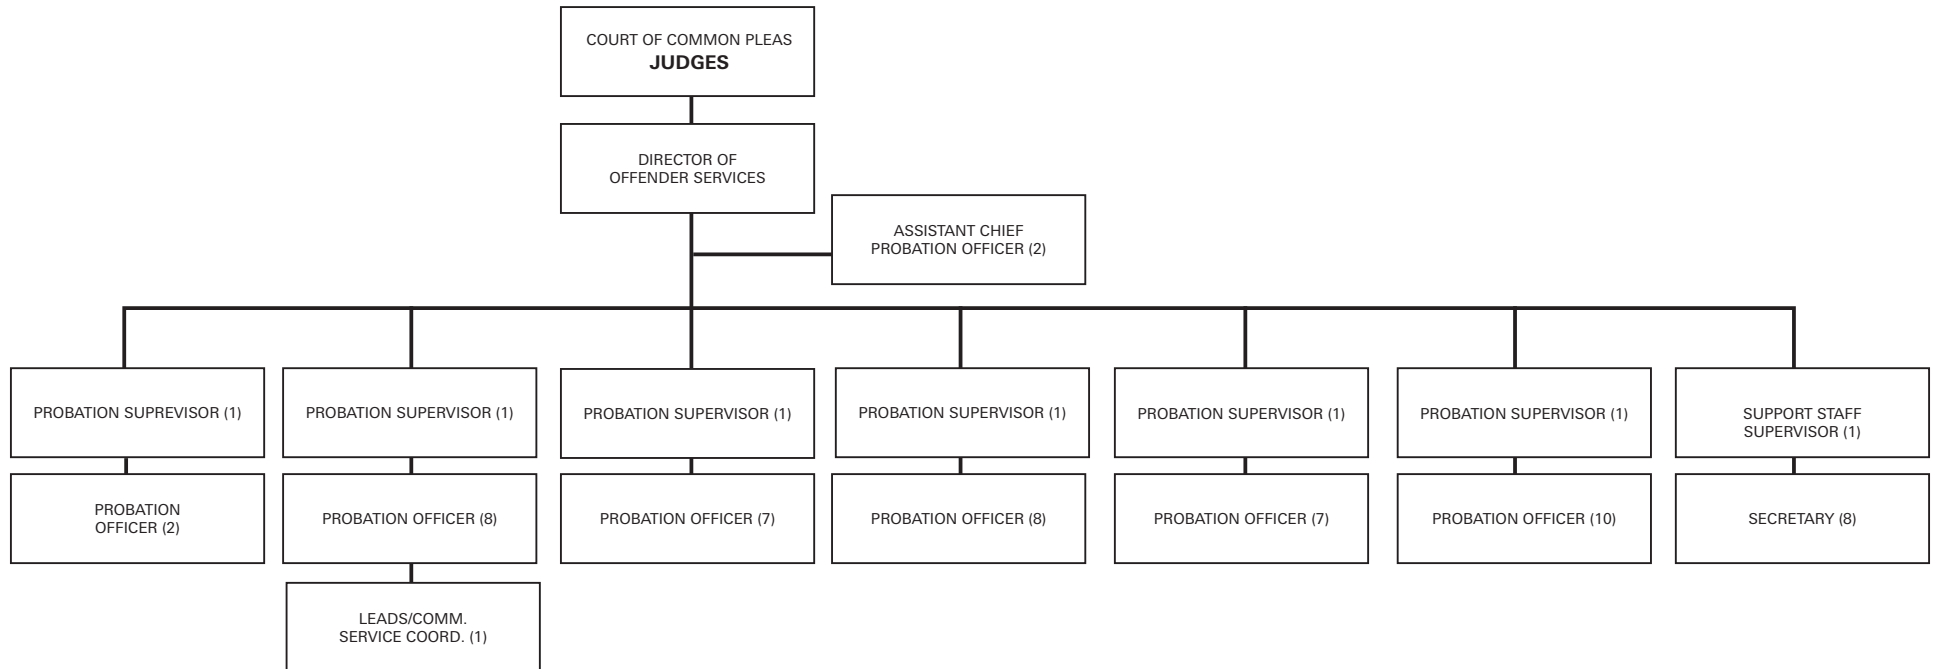 COURT OF COMMON PLEAS
JUDGES
DIRECTOR OF
OFFENDER SERVICES
ASSISTANT CHIEF
PROBATION OFFICER (2)
PROBATION SUPREVISOR (1)
PROBATION SUPERVISOR (1)
PROBATION SUPERVISOR (1)
PROBATION SUPERVISOR (1)
PROBATION SUPERVISOR (1)
PROBATION SUPERVISOR (1)
SUPPORT STAFF
SUPERVISOR (1)
PROBATION
OFFICER (2)
PROBATION OFFICER (8)
PROBATION OFFICER (7)
PROBATION OFFICER (8)
PROBATION OFFICER (7)
PROBATION OFFICER (10)
SECRETARY (8)
LEADS/COMM.
SERVICE COORD. (1)